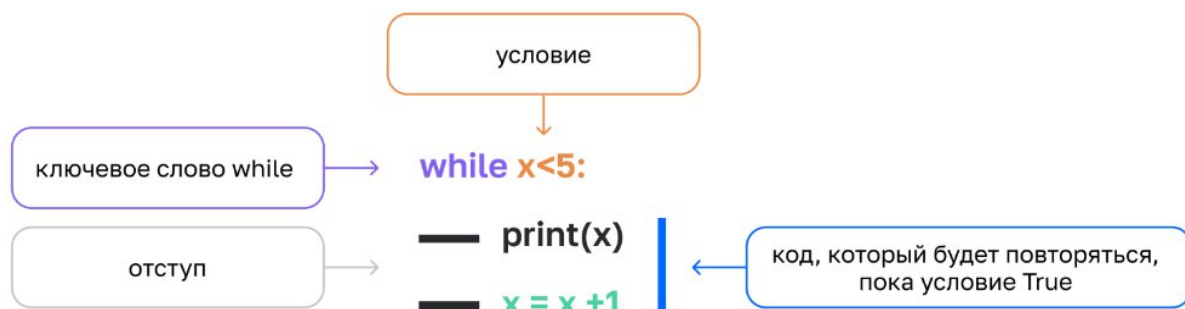 условие
ключевое слово while
while x<5:
print(x)
отступ
код, который будет повторяться,
пока условие True
x = x +1